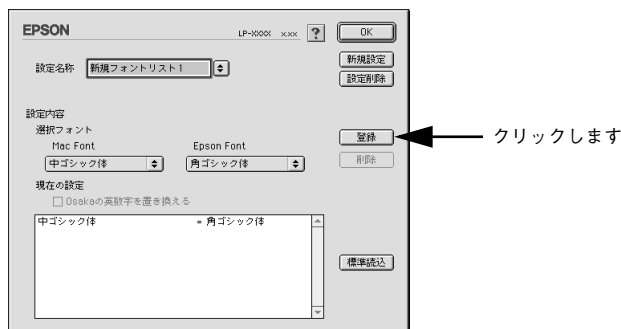 EPSON LP-XXXX x.xx ? OK
設定名称 新規フォントリスト1 新規設定
設定削除
設定内容
選択フォント
Mac Font Epson Font 登録 クリックします
中ゴシック体 角ゴシック体 削除
現在の設定
Osakaの英数字を置き換える
中ゴシック体 = 角ゴシック体
標準読込